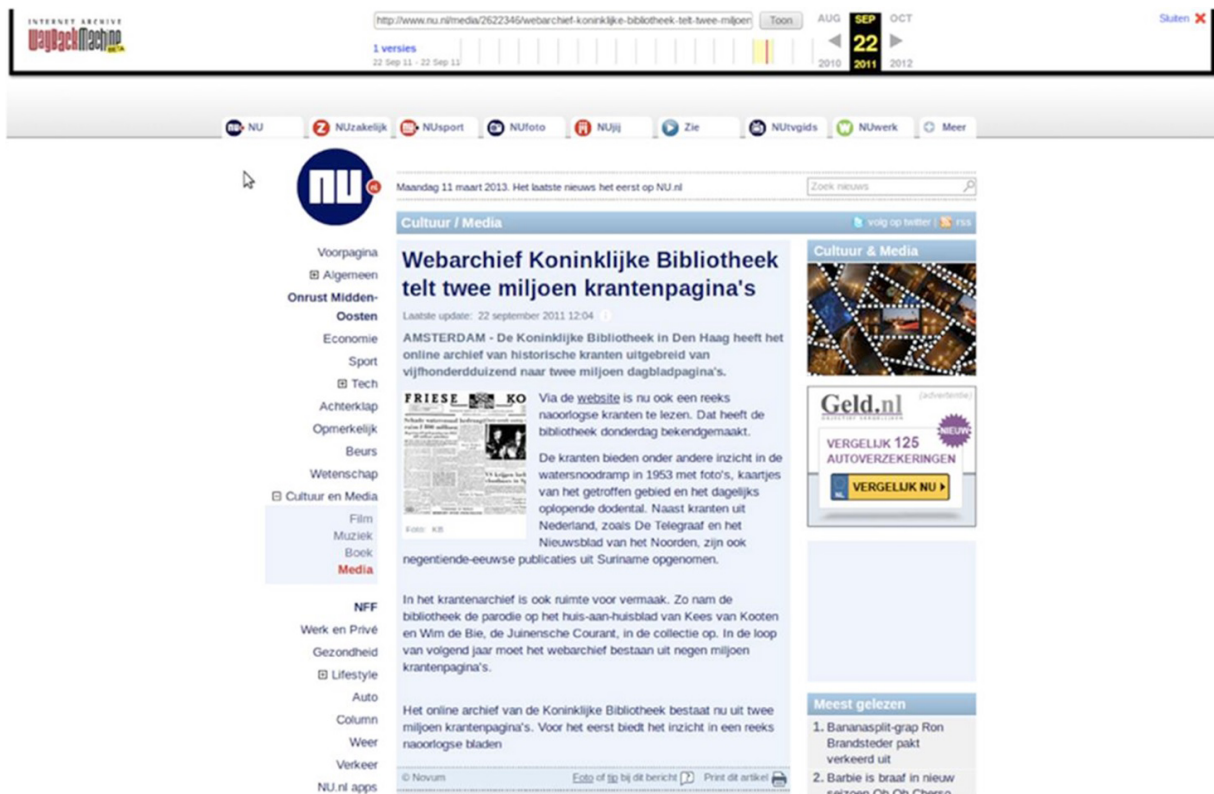 INTERNET ARCHIVE
WayBackMachine
BETA
http://www.nu.nl/media/2622346/webarchief-koninklijke-bibliotheek-telt-twee-miljoen
Toon
AUG SEP OCT
22
2010 2011 2012
Sluiten
1 versies
22 Sep 11 - 22 Sep 11
NU NUzakelijk NUsport NUfoto NUjij Zie NUtvgids NUwerk Meer
nu
nl
Maandag 11 maart 2013. Het laatste nieuws het eerst op NU.nl
Zoek nieuws
Cultuur / Media
volg op twitter | rss
Voorpagina
Algemeen
Onrust Midden-
Oosten
Economie
Sport
Tech
Achterklap
Opmerkelijk
Beurs
Wetenschap
Cultuur en Media
Film
Muziek
Boek
Media
NFF
Werk en Privé
Gezondheid
Lifestyle
Auto
Column
Weer
Verkeer
NU.nl apps
Webarchief Koninklijke Bibliotheek
telt twee miljoen krantenpagina's
Laatste update: 22 september 2011 12:04
AMSTERDAM - De Koninklijke Bibliotheek in Den Haag heeft het
online archief van historische kranten uitgebreid van
vijfhonderdduizend naar twee miljoen dagbladpagina's.
FRIESE KO
Foto: KB
Via de website is nu ook een reeks
naoorlogse kranten te lezen. Dat heeft de
bibliotheek donderdag bekendgemaakt.
De kranten bieden onder andere inzicht in de
watersnoodramp in 1953 met foto's, kaartjes
van het getroffen gebied en het dagelijks
oplopende dodental. Naast kranten uit
Nederland, zoals De Telegraaf en het
Nieuwsblad van het Noorden, zijn ook
negentiende-eeuwse publicaties uit Suriname opgenomen.
In het krantenarchief is ook ruimte voor vermaak. Zo nam de
bibliotheek de parodie op het huis-aan-huisblad van Kees van Kooten
en Wim de Bie, de Juinensche Courant, in de collectie op. In de loop
van volgend jaar moet het webarchief bestaan uit negen miljoen
krantenpagina's.
Het online archief van de Koninklijke Bibliotheek bestaat nu uit twee
miljoen krantenpagina's. Voor het eerst biedt het inzicht in een reeks
naoorlogse bladen
© Novum
Foto of tip bij dit bericht
Print dit artikel
Cultuur & Media
Geld.nl
(advertentie)
NIEUW
VERGELIJK 125
AUTOVERZEKERINGEN
NL
VERGELIJK NU
Meest gelezen
1. Bananasplit-grap Ron
Brandsteder pakt
verkeerd uit
2. Barbie is braaf in nieuw
seizoen Oh Oh Cherso